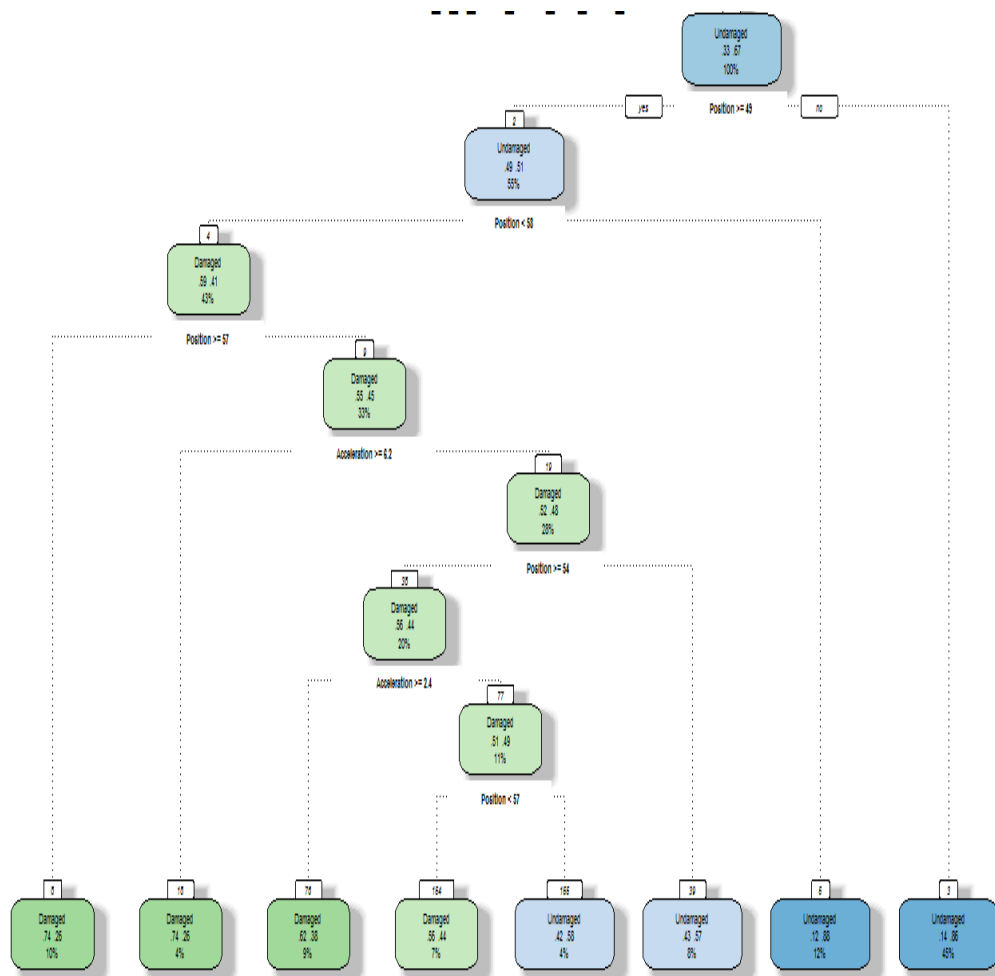 Undamaged
.33 .67
100%
yes
Position >= 49
no
2
Undamaged
.49 .51
55%
Position < 58
4
Damaged
.59 .41
43%
Position >= 57
9
Damaged
.55 .45
33%
Acceleration >= 6.2
19
Damaged
.52 .48
28%
Position >= 54
38
Damaged
.56 .44
20%
Acceleration >= 2.4
77
Damaged
.51 .49
11%
Position < 57
8
Damaged
.74 .26
10%
18
Damaged
.74 .26
4%
76
Damaged
.62 .38
9%
154
Damaged
.56 .44
7%
155
Undamaged
.42 .58
4%
39
Undamaged
.43 .57
8%
5
Undamaged
.12 .88
12%
3
Undamaged
.14 .86
45%